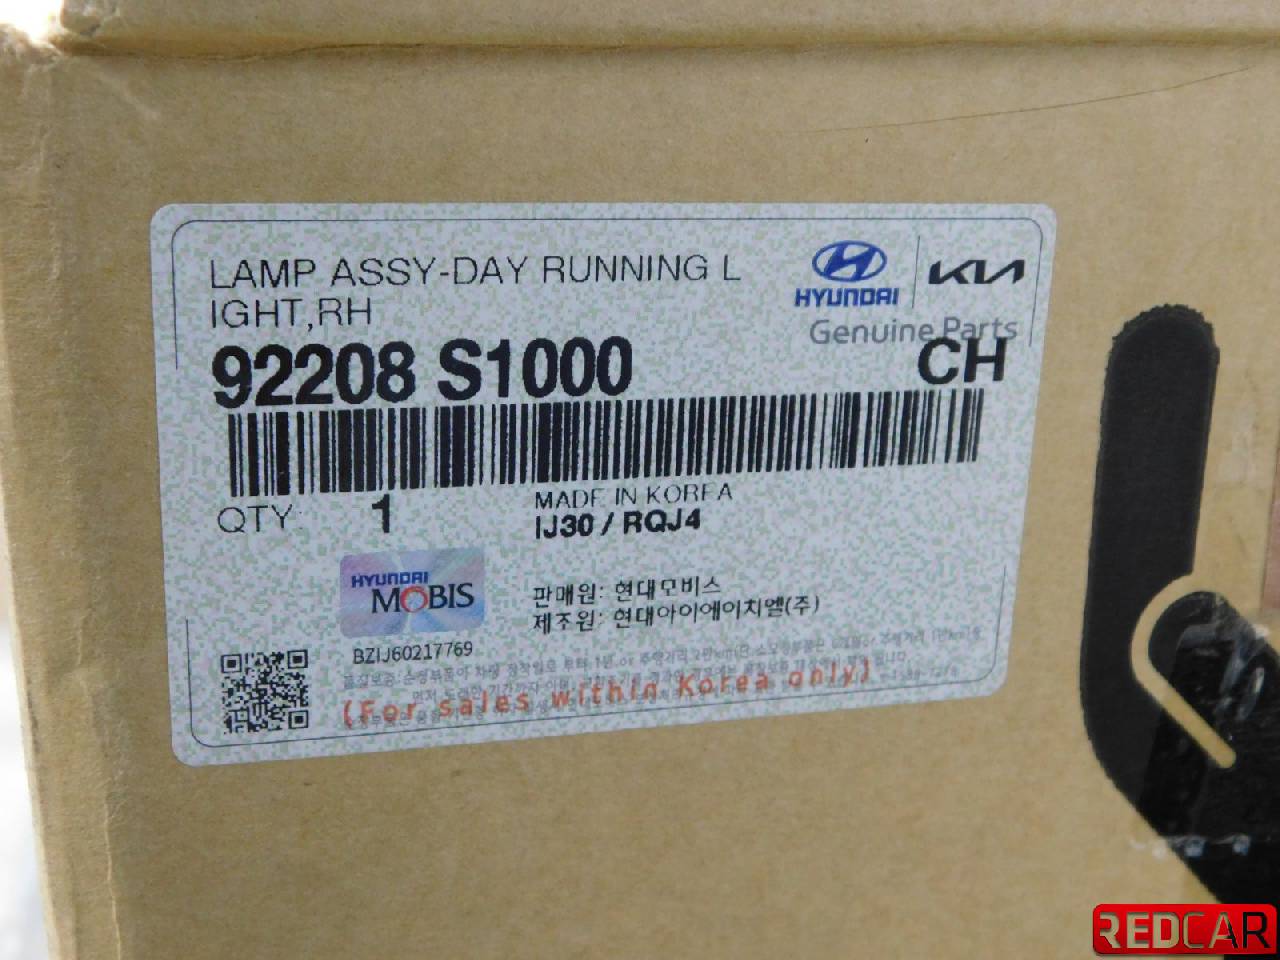 LAMP ASSY-DAY RUNNING L
IGHT,RH
HYUNDAI
KIA
Genuine Parts
92208 S1000
CH
QTY 1
MADE IN KOREA
IJ30 / RQJ4
HYUNDAI
MOBIS
판매원: 현대모비스
제조원: 현대아이에이치엘(주)
BZIJ60217769
(For sales within Korea only)
REDCAR